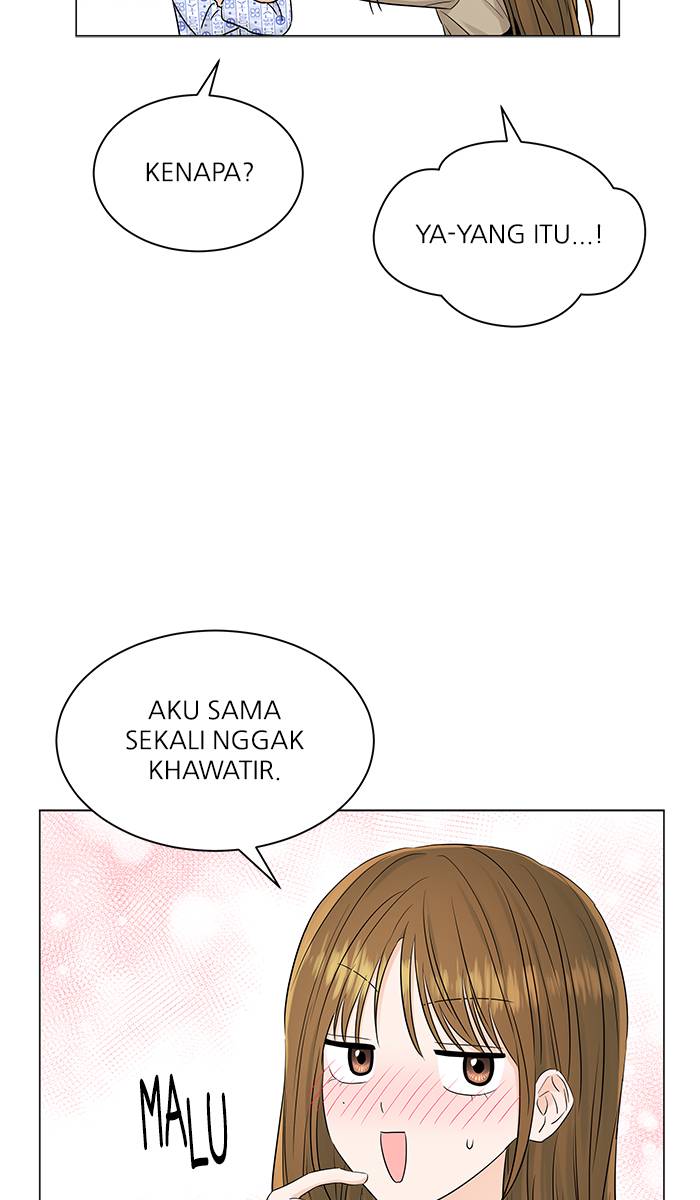 KENAPA?
YA-YANG ITU...!
AKU SAMA
SEKALI NGGAK
KHAWATIR.
MALU